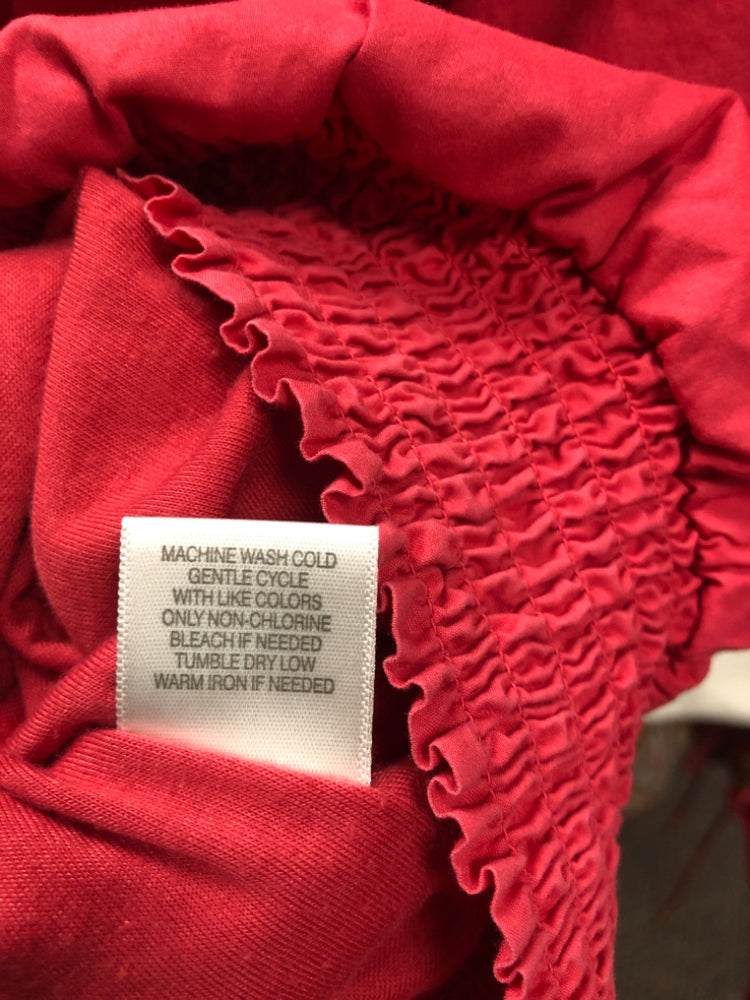 MACHINE WASH COLD
GENTLE CYCLE
WITH LIKE COLORS
ONLY NON-CHLORINE
BLEACH IF NEEDED
TUMBLE DRY LOW
WARM IRON IF NEEDED